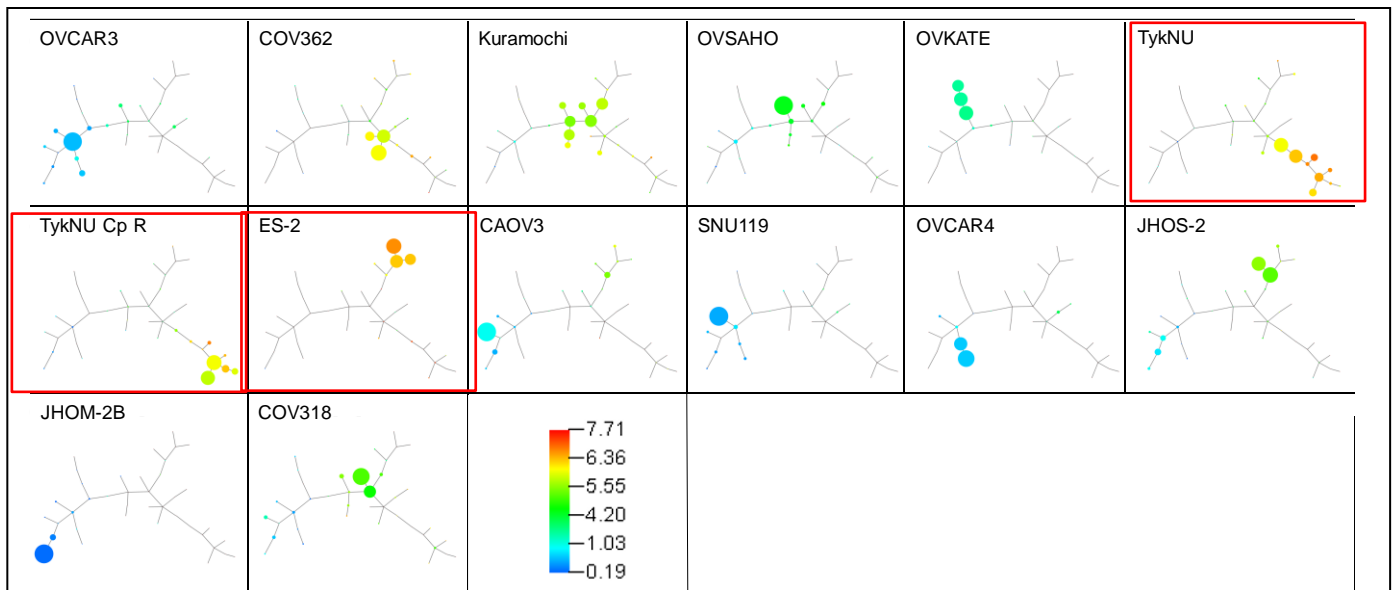 OVCAR3
COV362
Kuramochi
OVSAHO
OVKATE
TykNU
TykNU Cp R
ES-2
CAOV3
SNU119
OVCAR4
JHOS-2
JHOM-2B
COV318
7.71
6.36
5.55
4.20
1.03
0.19